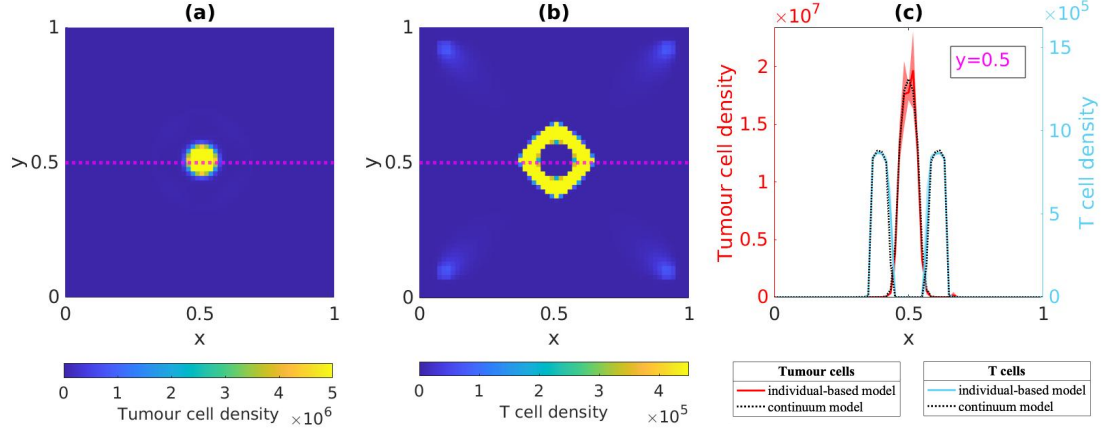 (a)
1
y
0.5
0
0
0.5
1
x
0
1
2
3
4
5
Tumour cell density
×10^6
(b)
1
y
0.5
0
0
0.5
1
x
0
1
2
3
4
T cell density
×10^5
(c)
×10^7
×10^5
y=0.5
Tumour cell density
2
1.5
1
0.5
0
T cell density
15
10
5
0
0
0.5
1
x
Tumour cells
individual-based model
continuum model
T cells
individual-based model
continuum model